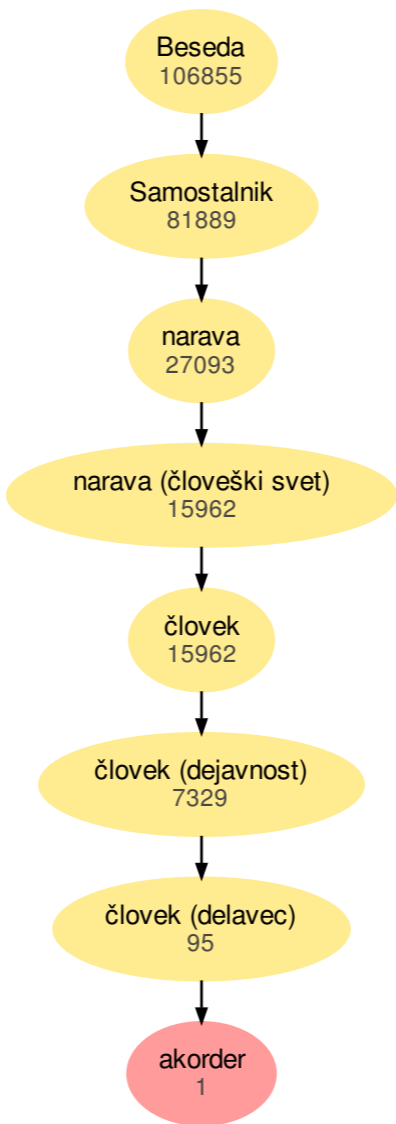 Beseda
106855
Samostalnik
81889
narava
27093
narava (človeški svet)
15962
človek
15962
človek (dejavnost)
7329
človek (delavec)
95
akorder
1